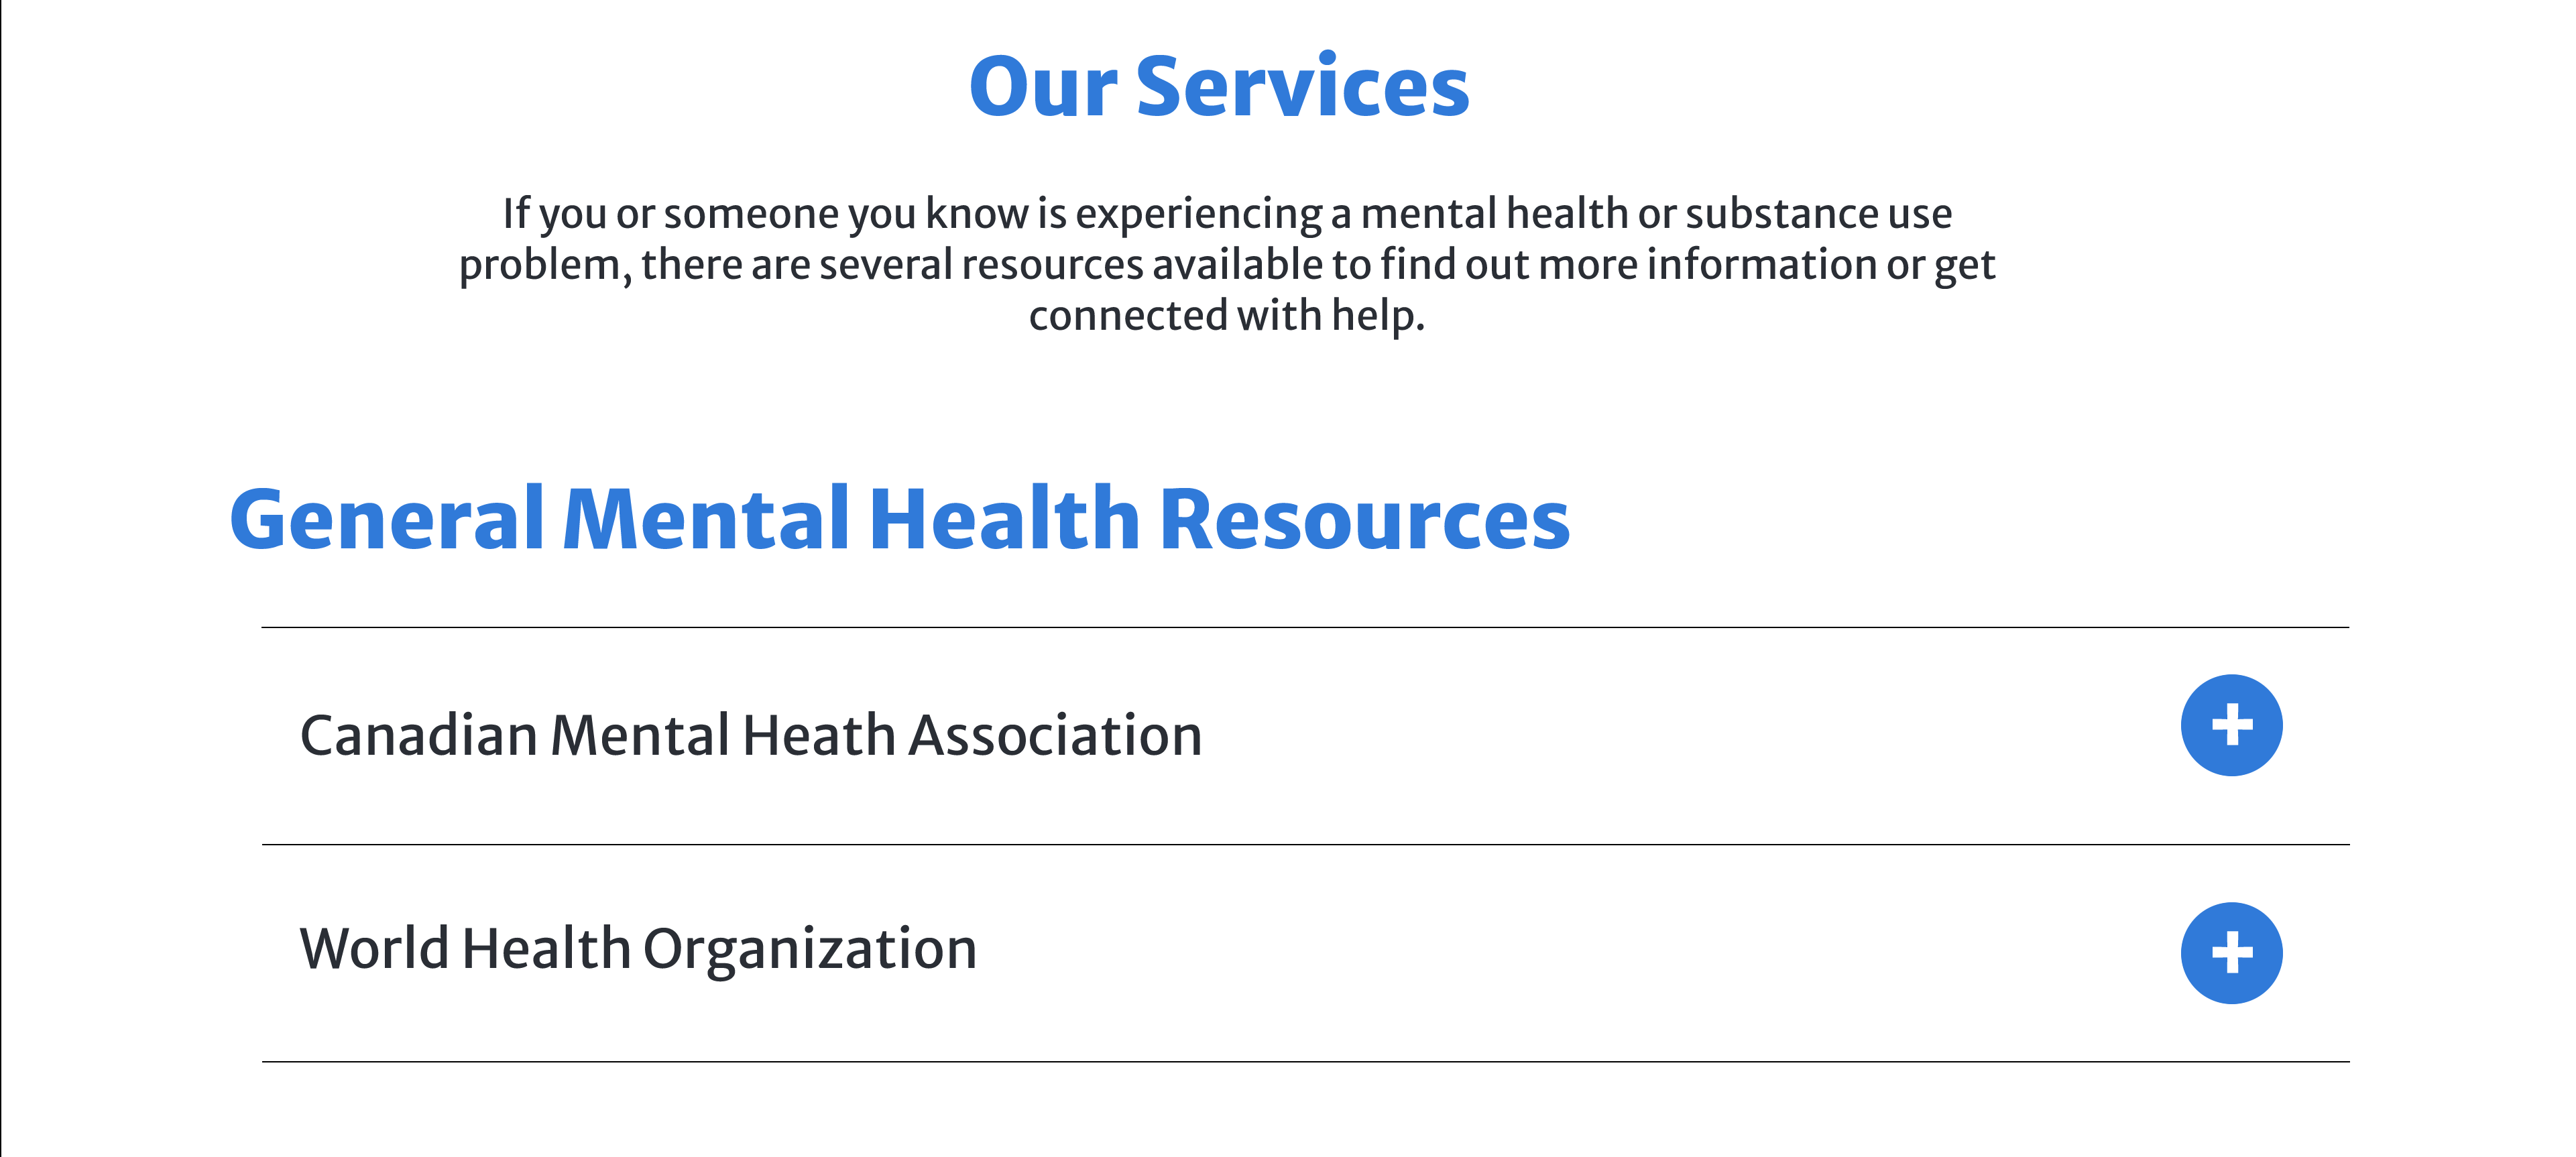 Our Services
If you or someone you know is experiencing a mental health or substance use
problem, there are several resources available to find out more information or get
connected with help.
General Mental Health Resources
Canadian Mental Heath Association
World Health Organization